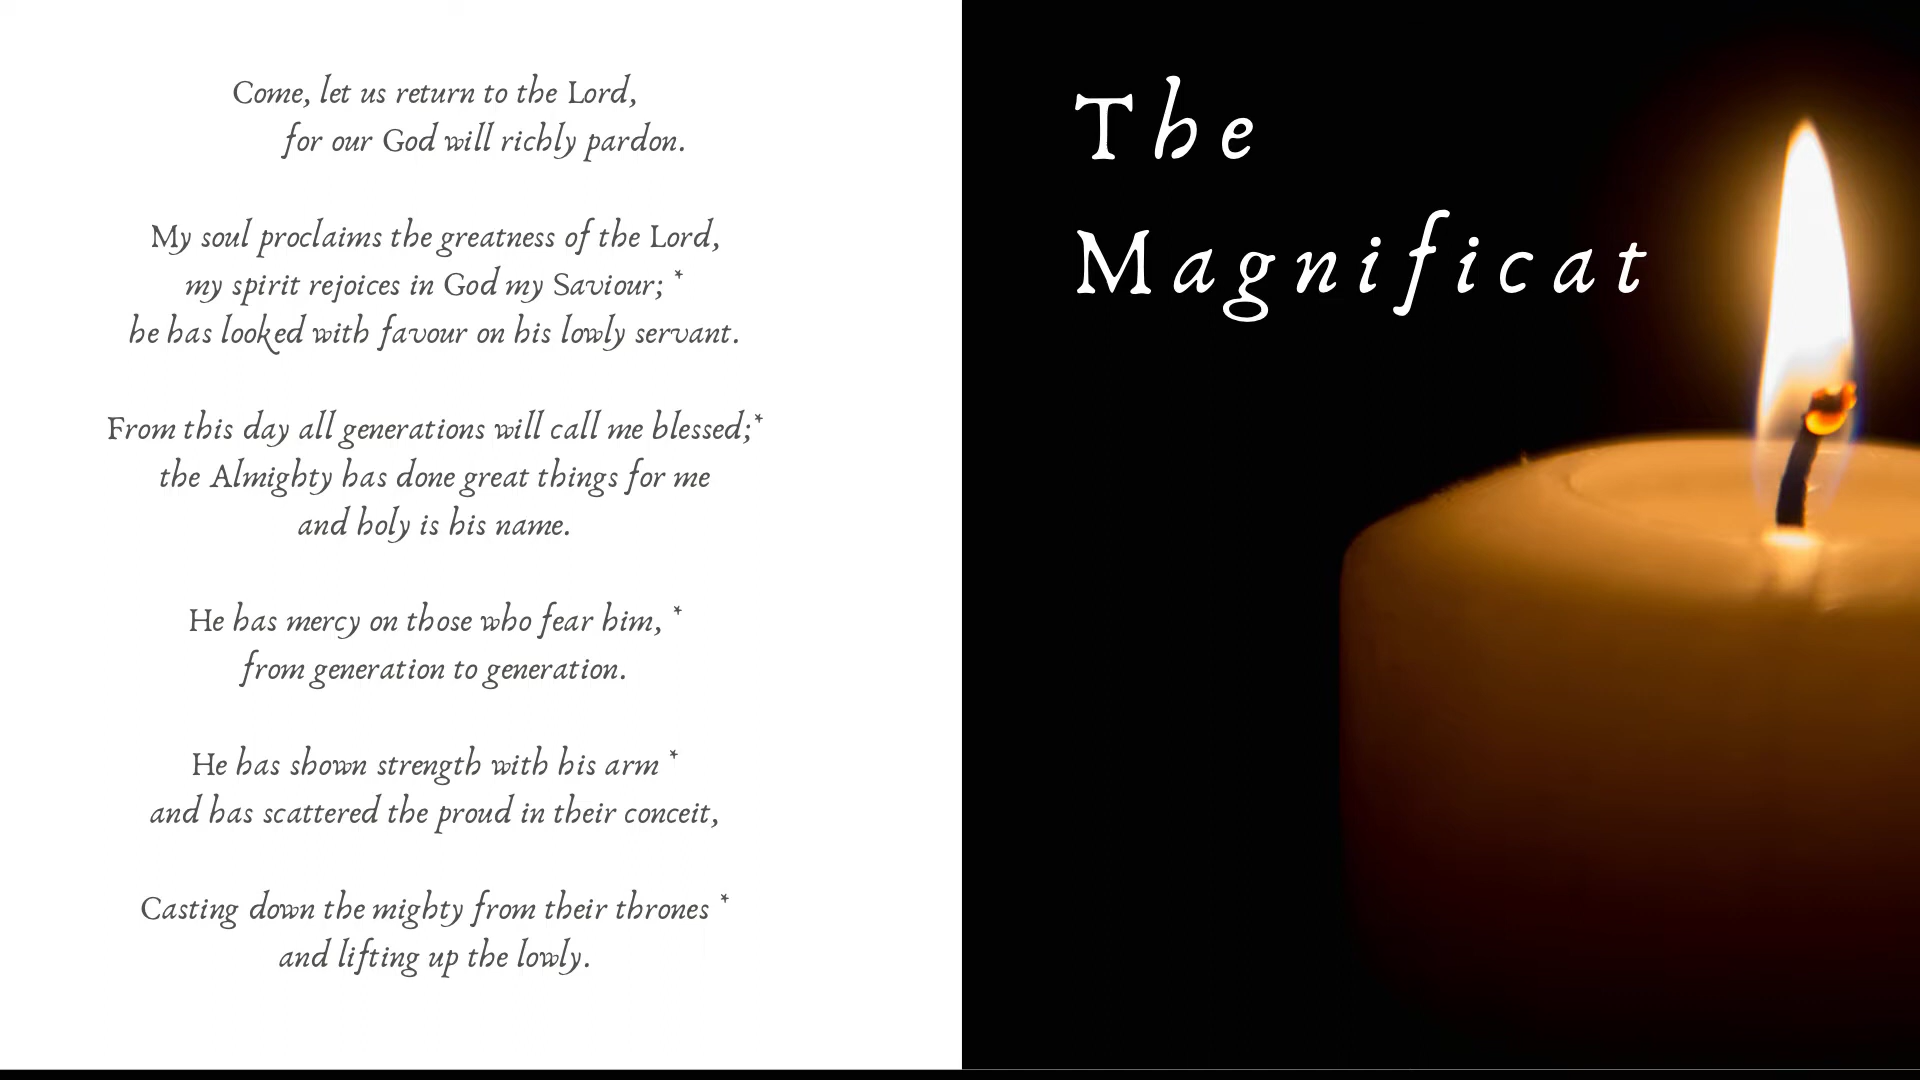 Come, let us return to the Lord,
for our God will richly pardon.
My soul proclaims the greatness of the Lord,
my spirit rejoices in God my Saviour; *
he has looked with favour on his lowly servant.
From this day all generations will call me blessed;*
the Almighty has done great things for me
and holy is his name.
He has mercy on those who fear him, *
from generation to generation.
He has shown strength with his arm *
and has scattered the proud in their conceit,
Casting down the mighty from their thrones *
and lifting up the lowly.
The
Magnificat